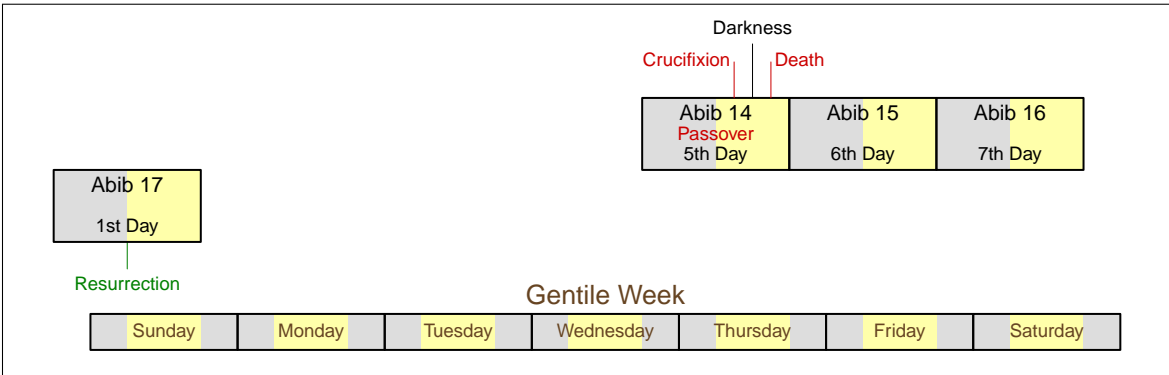 Darkness
Crucifixion Death
Abib 14 Abib 15 Abib 16
Passover
5th Day 6th Day 7th Day
Abib 17
1st Day
Resurrection
Gentile Week
Sunday Monday Tuesday Wednesday Thursday Friday Saturday